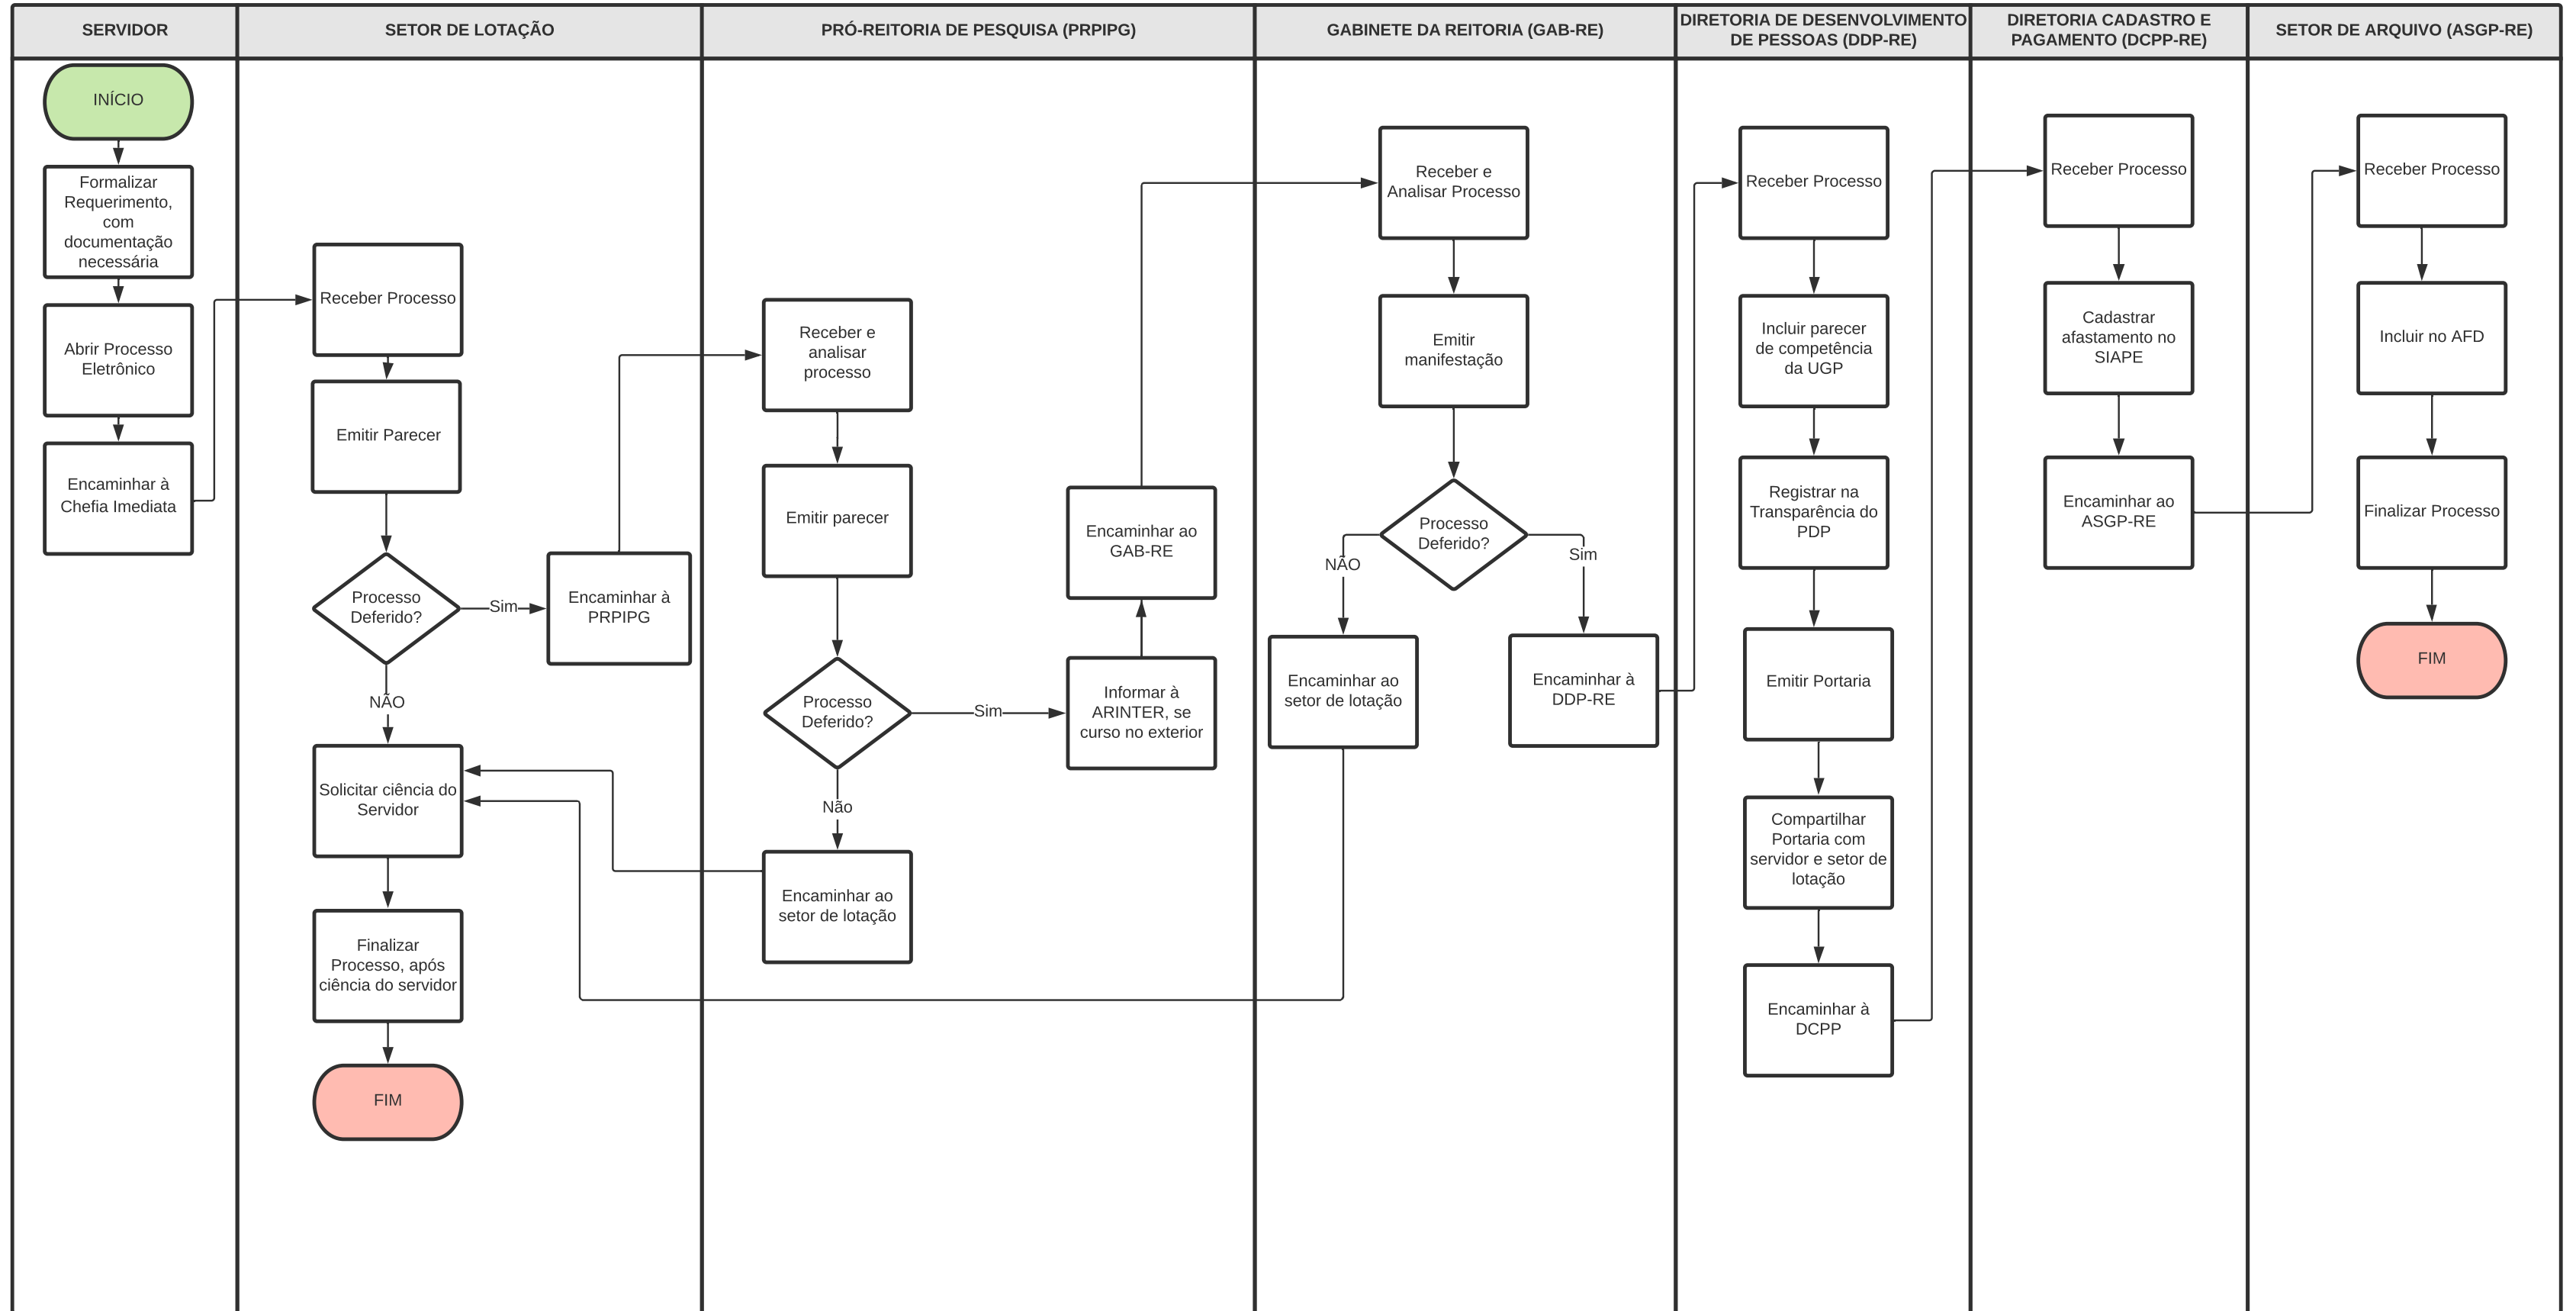 SERVIDOR
SETOR DE LOTAÇÃO
PRÓ-REITORIA DE PESQUISA (PRPIPG)
GABINETE DA REITORIA (GAB-RE)
DIRETORIA DE DESENVOLVIMENTO
DE PESSOAS (DDP-RE)
DIRETORIA CADASTRO E
PAGAMENTO (DCPP-RE)
SETOR DE ARQUIVO (ASGP-RE)
INÍCIO
Formalizar
Requerimento,
com
documentação
necessária
Abrir Processo
Eletrônico
Encaminhar à
Chefia Imediata
Receber Processo
Emitir Parecer
Processo
Deferido?
Sim
Encaminhar à
PRPIPG
NÃO
Solicitar ciência do
Servidor
Finalizar
Processo, após
ciência do servidor
FIM
Receber e
analisar
processo
Emitir parecer
Processo
Deferido?
Sim
Informar à
ARINTER, se
curso no exterior
Encaminhar ao
GAB-RE
Não
Encaminhar ao
setor de lotação
Receber e
Analisar Processo
Emitir
manifestação
Processo
Deferido?
NÃO
Sim
Encaminhar ao
setor de lotação
Encaminhar à
DDP-RE
Receber Processo
Incluir parecer
de competência
da UGP
Registrar na
Transparência do
PDP
Emitir Portaria
Compartilhar
Portaria com
servidor e setor de
lotação
Encaminhar à
DCPP
Receber Processo
Cadastrar
afastamento no
SIAPE
Encaminhar ao
ASGP-RE
Receber Processo
Incluir no AFD
Finalizar Processo
FIM